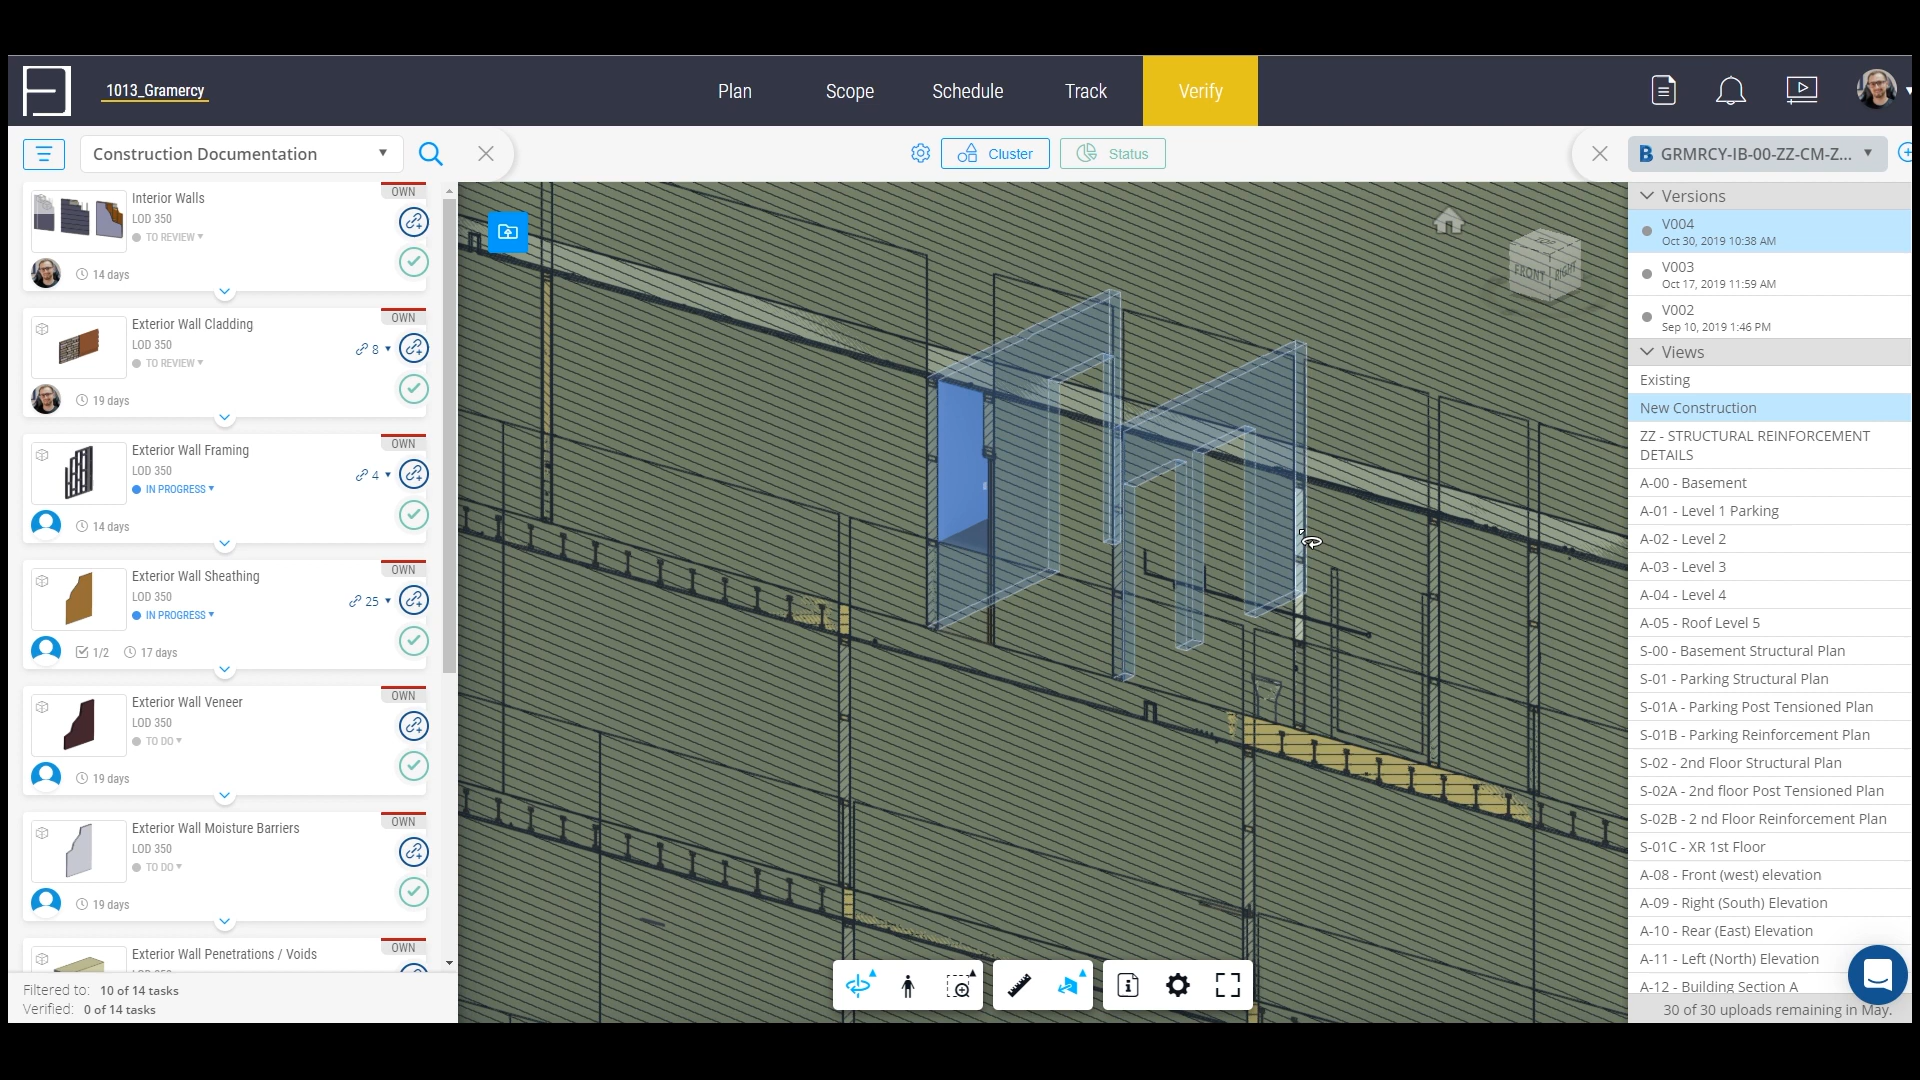 1013_Gramercy
Plan
Scope
Schedule
Track
Verify
Construction Documentation
Cluster
Status
B GRMRCY-IB-00-ZZ-CM-Z...
Interior Walls
OWN
LOD 350
TO REVIEW
14 days
Exterior Wall Cladding
OWN
LOD 350
TO REVIEW
8
19 days
Exterior Wall Framing
OWN
LOD 350
IN PROGRESS
4
14 days
Exterior Wall Sheathing
OWN
LOD 350
IN PROGRESS
25
1/2
17 days
Exterior Wall Veneer
OWN
LOD 350
TO DO
19 days
Exterior Wall Moisture Barriers
OWN
LOD 350
TO DO
19 days
Exterior Wall Penetrations / Voids
OWN
LOD 350
Filtered to: 10 of 14 tasks
Verified: 0 of 14 tasks
TOP
FRONT
RIGHT
Versions
V004
Oct 30, 2019 10:38 AM
V003
Oct 17, 2019 11:59 AM
V002
Sep 10, 2019 1:46 PM
Views
Existing
New Construction
ZZ - STRUCTURAL REINFORCEMENT
DETAILS
A-00 - Basement
A-01 - Level 1 Parking
A-02 - Level 2
A-03 - Level 3
A-04 - Level 4
A-05 - Roof Level 5
S-00 - Basement Structural Plan
S-01 - Parking Structural Plan
S-01A - Parking Post Tensioned Plan
S-01B - Parking Reinforcement Plan
S-02 - 2nd Floor Structural Plan
S-02A - 2nd floor Post Tensioned Plan
S-02B - 2 nd Floor Reinforcement Plan
S-01C - XR 1st Floor
A-08 - Front (west) elevation
A-09 - Right (South) Elevation
A-10 - Rear (East) Elevation
A-11 - Left (North) Elevation
A-12 - Building Section A
30 of 30 uploads remaining in May.